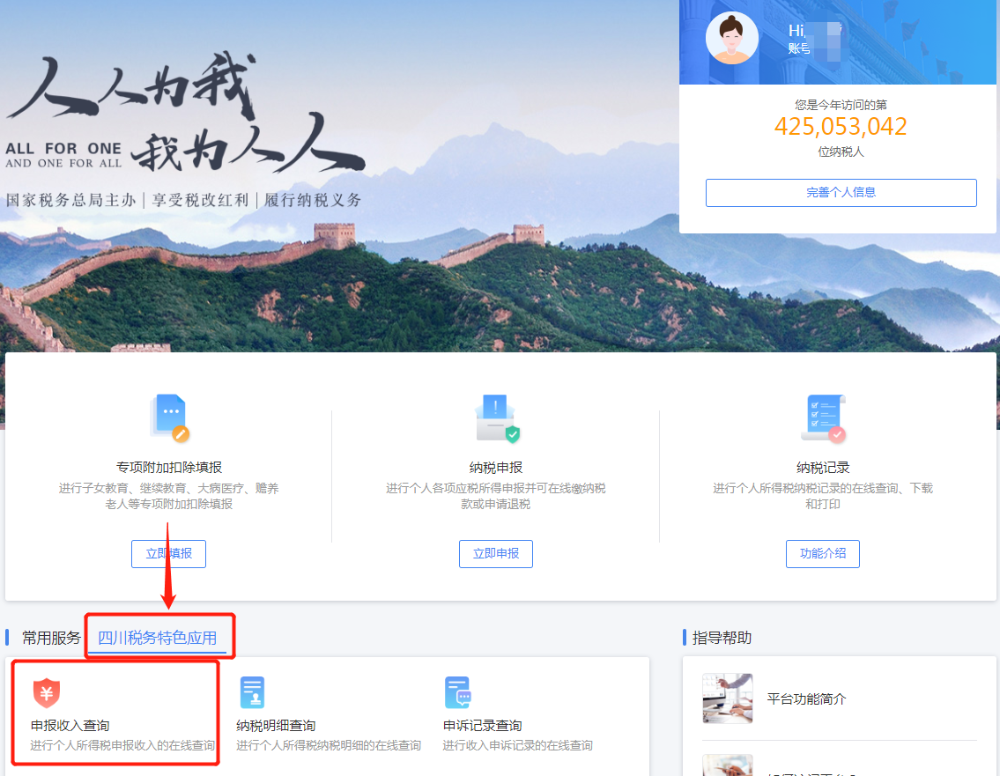 人人为我
ALL FOR ONE
AND ONE FOR ALL
我为人人
国家税务总局主办 | 享受税改红利 | 履行纳税义务
Hi,
账号
您是今年访问的第
425,053,042
位纳税人
完善个人信息
专项附加扣除填报
进行子女教育、继续教育、大病医疗、赡养
老人等专项附加扣除填报
立即填报
纳税申报
进行个人各项应税所得申报并可在线缴纳税
款或申请退税
立即申报
纳税记录
进行个人所得税纳税记录的在线查询、下载
和打印
功能介绍
常用服务
四川税务特色应用
申报收入查询
进行个人所得税申报收入的在线查询
纳税明细查询
进行个人所得税纳税明细的在线查询
申诉记录查询
进行收入申诉记录的在线查询
指导帮助
平台功能简介